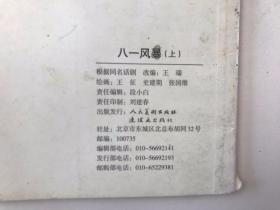 八一风暴（上）
根据同名话剧 改编：王 瑞
绘画：王 征 史建期 张国维
责任编辑：段小白
责任印制：刘建春
出版发行：人民美术出版社
连环画出版社
社址：北京市东城区北总布胡同32号
邮编：100735
编辑部电话：010-56692141
发行部电话：010-56692193
邮购部电话：010-65229381